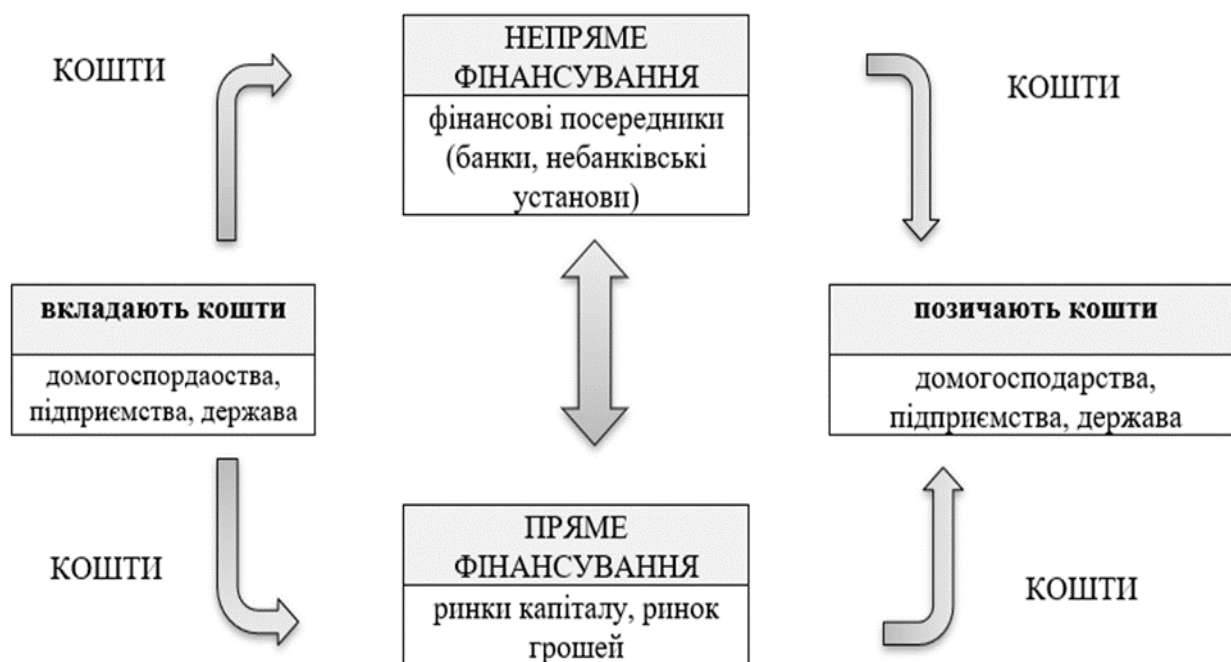 НЕПРЯМЕ
ФІНАНСУВАННЯ
КОШТИ
КОШТИ
фінансові посередники
(банки, небанківські
установи)
вкладають кошти
домогоспордаоства,
підприємства, держава
позичають кошти
домогосподарства,
підприємства, держава
ПРЯМЕ
ФІНАНСУВАННЯ
КОШТИ
КОШТИ
ринки капіталу, ринок
грошей